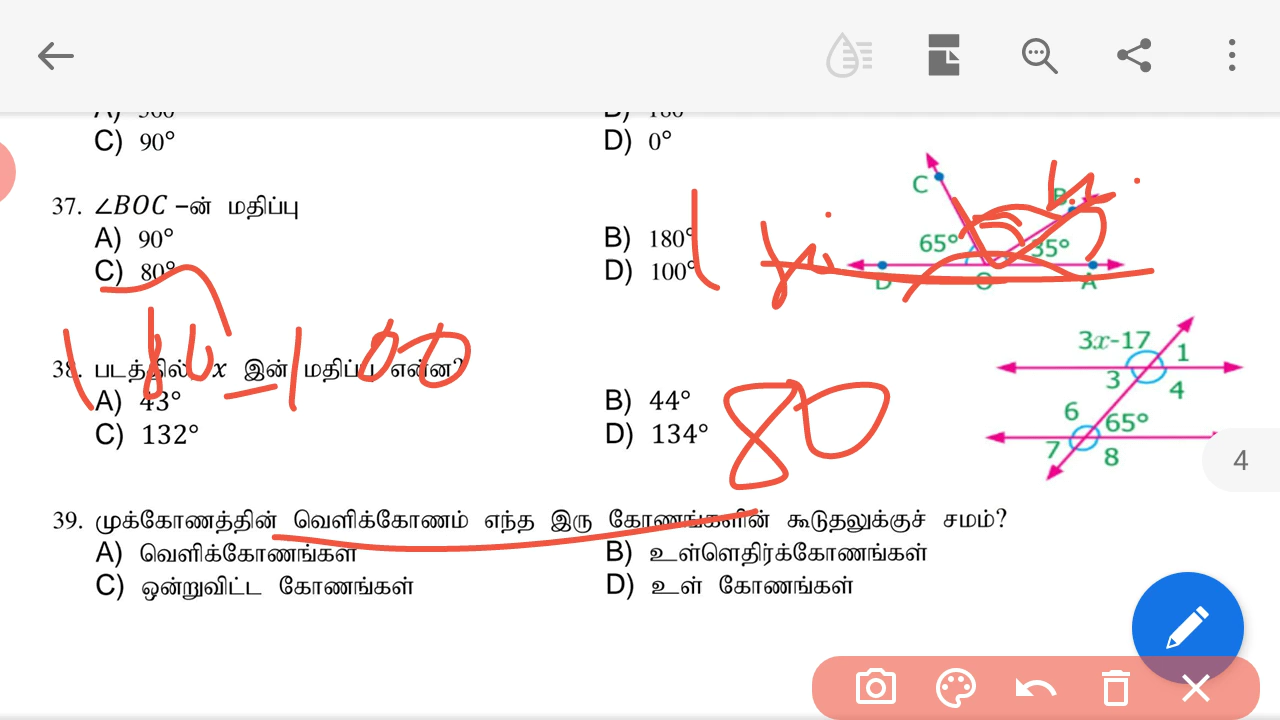 C) 90°
D) 0°
37. ∠BOC –ன் மதிப்பு
A) 90°
B) 180°
C) 80°
D) 100°
C
B
65°
35°
D
O
A
180-100
80
38. படத்தில், x இன் மதிப்பு என்ன?
A) 43°
B) 44°
C) 132°
D) 134°
3x-17
1
3
4
6
65°
7
8
4
39. முக்கோணத்தின் வெளிக்கோணம் எந்த இரு கோணங்களின் கூடுதலுக்குச் சமம்?
A) வெளிக்கோணங்கள்
B) உள்ளெதிர்க்கோணங்கள்
C) ஒன்றுவிட்ட கோணங்கள்
D) உள் கோணங்கள்